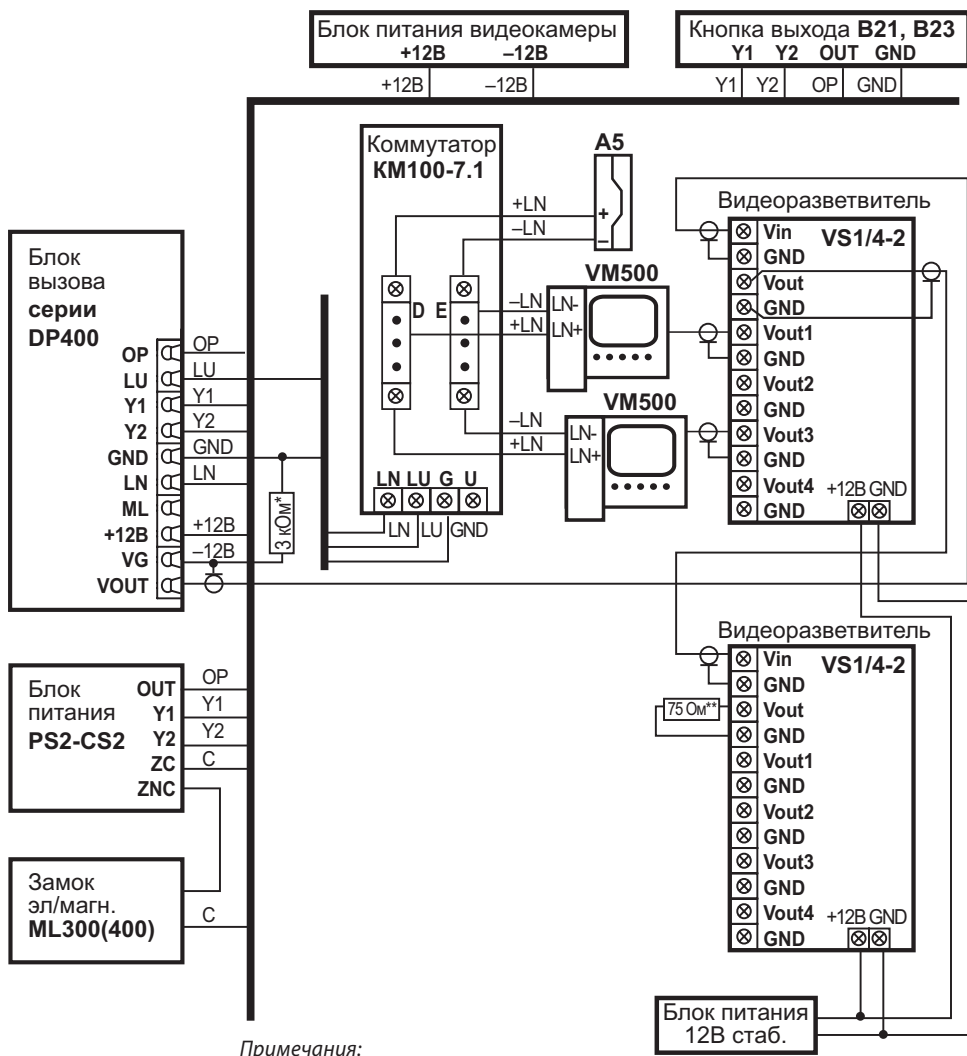 Блок питания видеокамеры
+12В –12В
+12В –12В
Кнопка выхода В21, В23
Y1 Y2 OUT GND
Y1 Y2 OP GND
Коммутатор
КМ100-7.1
D E
LN LU G U
LN LU GND
A5
+
–
+LN
–LN
VM500
–LN LN-
+LN LN+
VM500
–LN LN-
+LN LN+
Видеоразветвитель
VS1/4-2
Vin
GND
Vout
GND
Vout1
GND
Vout2
GND
Vout3
GND
Vout4
GND
+12В GND
Блок
вызова
серии
DP400
OP OP
LU LU
Y1 Y1
Y2 Y2
GND GND
LN LN
ML
+12В +12В
VG –12В
VOUT
3 кОм*
Видеоразветвитель
VS1/4-2
Vin
GND
Vout
GND
Vout1
GND
Vout2
GND
Vout3
GND
Vout4
GND
+12В GND
75 Ом**
Блок
питания
PS2-CS2
OUT OP
Y1 Y1
Y2 Y2
ZC C
ZNC
Замок
эл/магн.
ML300(400)
C
Блок питания
12В стаб.
Примечания: